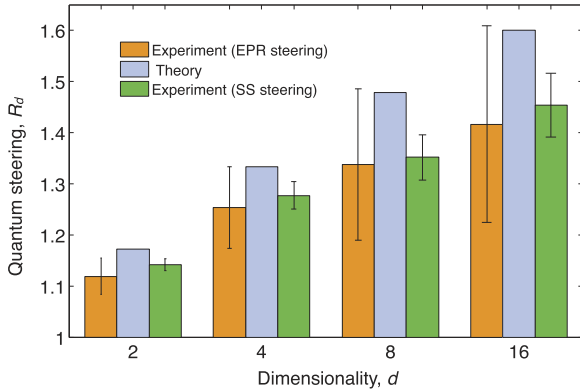 Quantum steering, R_d
1.6
1.5
1.4
1.3
1.2
1.1
1
Experiment (EPR steering)
Theory
Experiment (SS steering)
2 4 8 16
Dimensionality, d